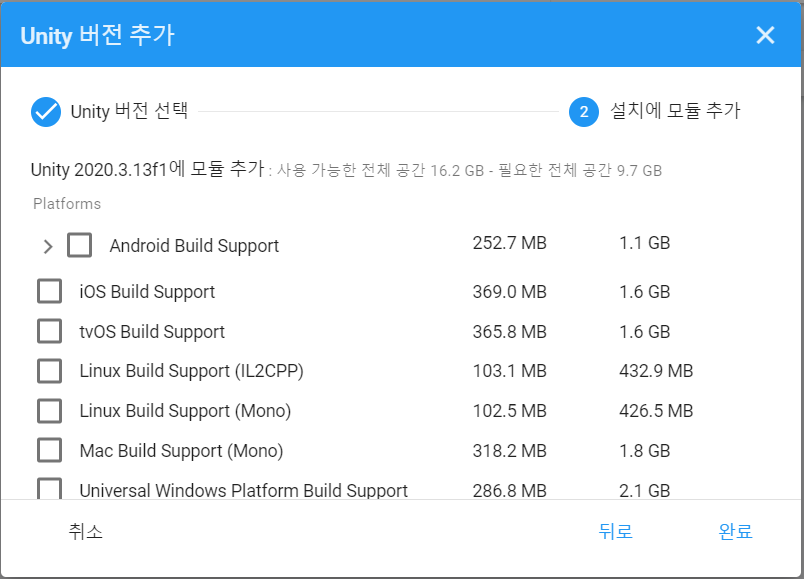 Unity 버전 추가
Unity 버전 선택
2 설치에 모듈 추가
Unity 2020.3.13f1에 모듈 추가 : 사용 가능한 전체 공간 16.2 GB - 필요한 전체 공간 9.7 GB
Platforms
Android Build Support 252.7 MB 1.1 GB
iOS Build Support 369.0 MB 1.6 GB
tvOS Build Support 365.8 MB 1.6 GB
Linux Build Support (IL2CPP) 103.1 MB 432.9 MB
Linux Build Support (Mono) 102.5 MB 426.5 MB
Mac Build Support (Mono) 318.2 MB 1.8 GB
Universal Windows Platform Build Support 286.8 MB 2.1 GB
취소 뒤로 완료